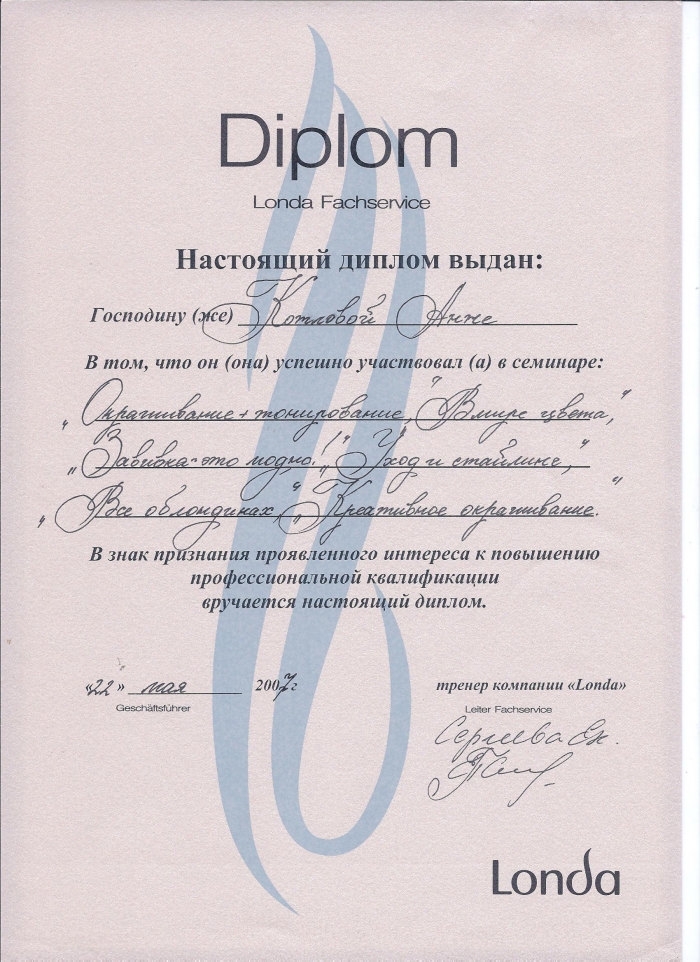 Diplom
Londa Fachservice
Настоящий диплом выдан:
Господину (же) Котловой Анне
В том, что он (она) успешно участвовал (а) в семинаре:
„Окрашивание + тонирование", "В мире цвета,"
„Завивка-это модно!", „Уход и стайлинг,"
„Все облондинах," „Креативное окрашивание."
В знак признания проявленного интереса к повышению
профессиональной квалификации
вручается настоящий диплом.
«22» мая 2007г тренер компании «Londa»
Geschäftsführer Leiter Fachservice
Сергеева Ек.
Londa